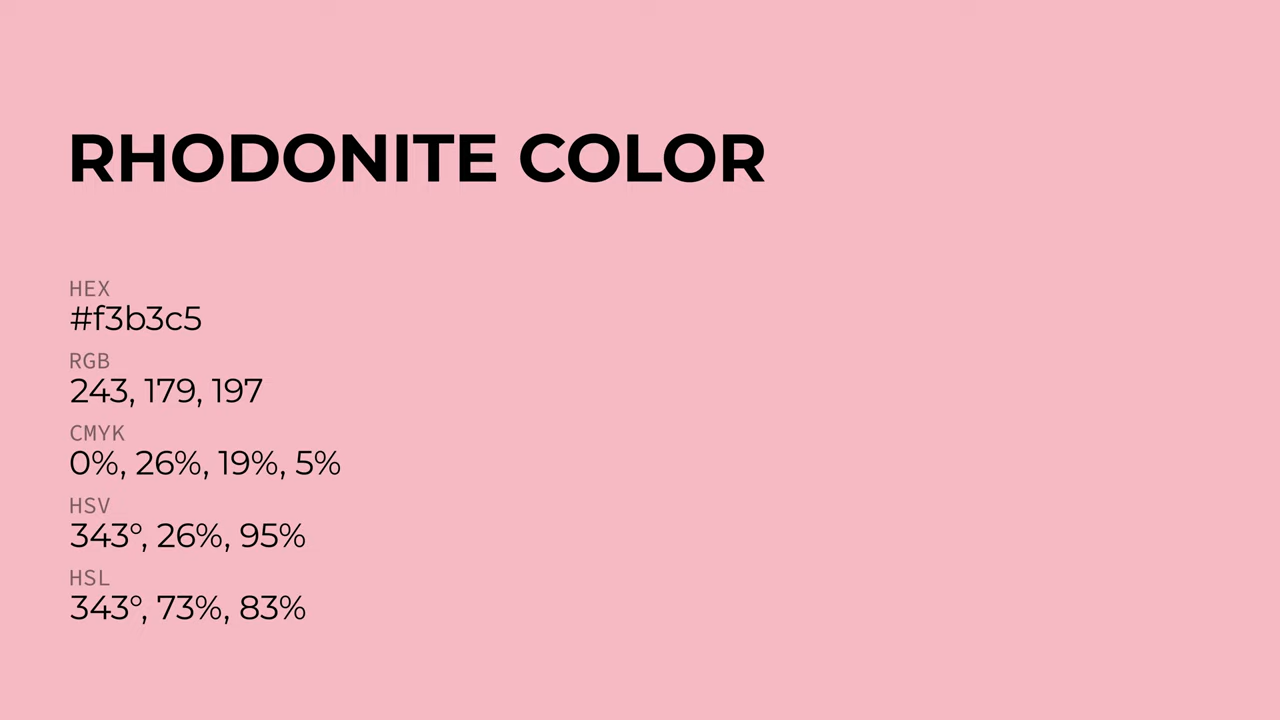 RHODONITE COLOR
HEX
#f3b3c5
RGB
243, 179, 197
CMYK
0%, 26%, 19%, 5%
HSV
343°, 26%, 95%
HSL
343°, 73%, 83%